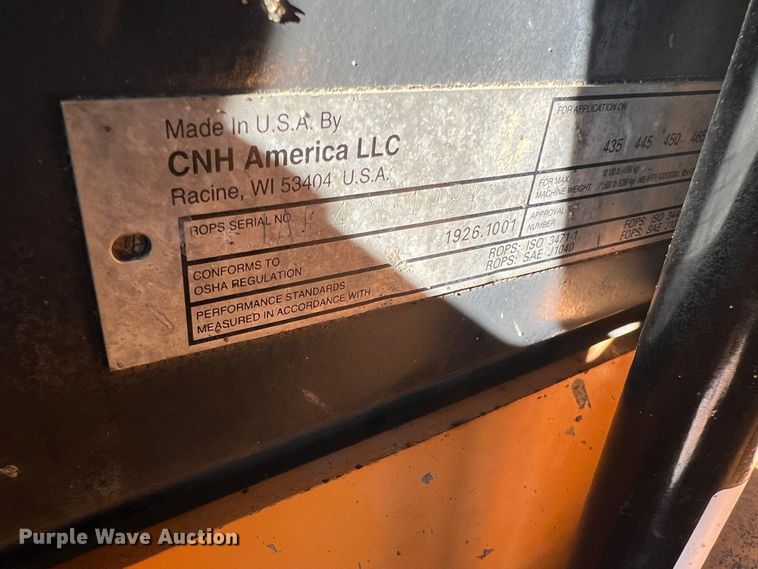 Made In U.S.A. By
CNH America LLC
Racine, WI 53404 U.S.A.
ROPS SERIAL NO.
CONFORMS TO
OSHA REGULATION
1926.1001
PERFORMANCE STANDARDS
MEASURED IN ACCORDANCE WITH:
ROPS: ISO 3471-1
ROPS: SAE J1040
FOR APPLICATION ON
435 445 450
FOR MAX.
MACHINE WEIGHT
APPROVAL
NUMBER
FOPS: ISO
FOPS: SAE
Purple Wave Auction